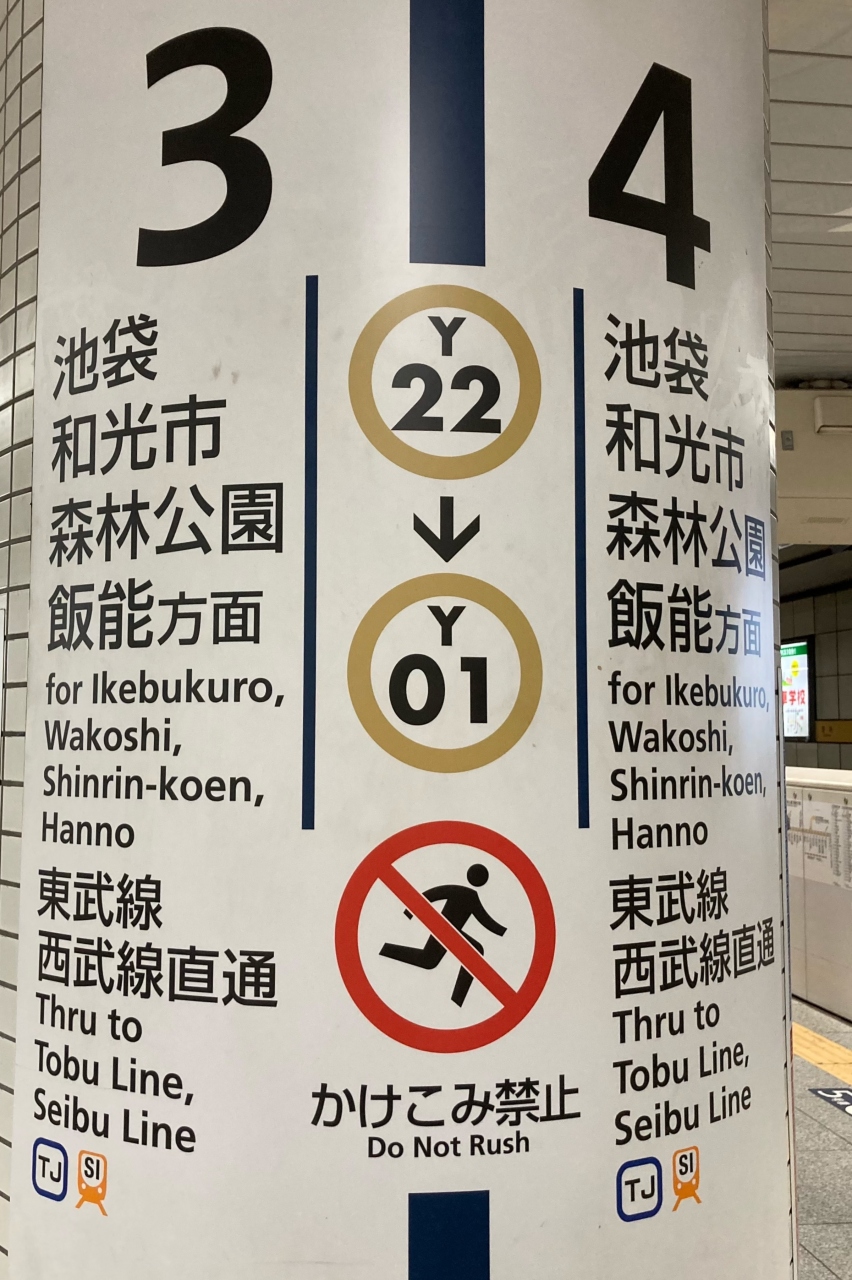 3
池袋
和光市
森林公園
飯能方面
for Ikebukuro,
Wakoshi,
Shinrin-koen,
Hanno
東武線
西武線直通
Thru to
Tobu Line,
Seibu Line
TJ SI
Y
22
Y
01
かけこみ禁止
Do Not Rush
4
池袋
和光市
森林公園
飯能方面
for Ikebukuro,
Wakoshi,
Shinrin-koen,
Hanno
東武線
西武線直通
Thru to
Tobu Line,
Seibu Line
TJ SI
学校